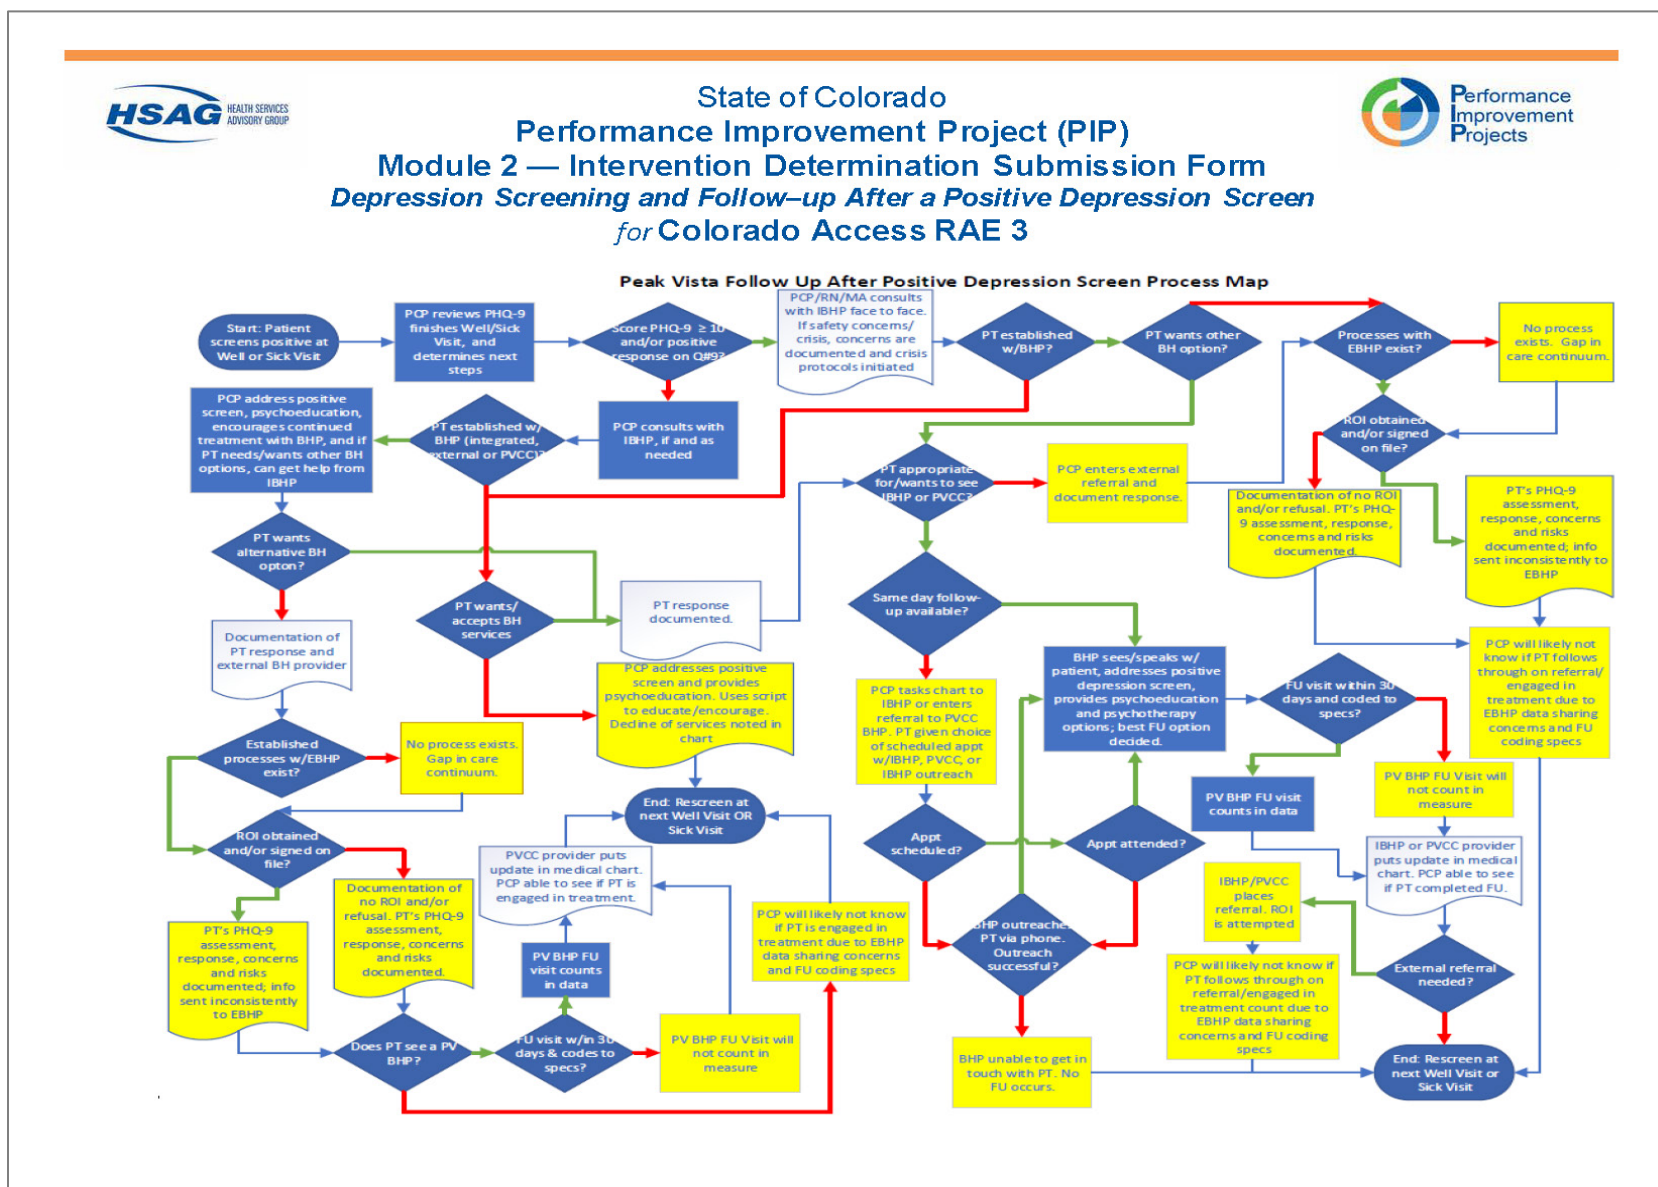 HSAG HEALTH SERVICES
ADVISORY GROUP
State of Colorado
Performance Improvement Project (PIP)
Module 2 — Intervention Determination Submission Form
Depression Screening and Follow–up After a Positive Depression Screen
for Colorado Access RAE 3
Performance
Improvement
Projects
Peak Vista Follow Up After Positive Depression Screen Process Map
Start: Patient
screens positive at
Well or Sick Visit
PCP reviews PHQ-9
finishes Well/Sick
Visit, and
determines next
steps
Score PHQ-9 ≥ 10
and/or positive
response on Q#9?
PCP/RN/MA consults
with IBHP face to face.
If safety concerns/
crisis, concerns are
documented and crisis
protocols initiated
PT established
w/BHP?
PT wants other
BH option?
Processes with
EBHP exist?
No process
exists. Gap in
care continuum.
PCP address positive
screen, psychoeducation,
encourages continued
treatment with BHP, and if
PT needs/wants other BH
options, can get help from
IBHP
PT established w/
BHP (integrated,
external or PVCC)?
PCP consults with
IBHP, if and as
needed
PT appropriate
for/wants to see
IBHP or PVCC?
PCP enters external
referral and
document response.
ROI obtained
and/or signed
on file?
Documentation of no ROI
and/or refusal. PT's PHQ-
9 assessment, response,
concerns and risks
documented.
PT's PHQ-9
assessment,
response, concerns
and risks
documented; info
sent inconsistently to
EBHP
PT wants
alternative BH
opton?
PT wants/
accepts BH
services
PT response
documented.
Same day follow-
up available?
Documentation of
PT response and
external BH provider
PCP addresses positive
screen and provides
psychoeducation. Uses script
to educate/encourage.
Decline of services noted in
chart
PCP tasks chart to
IBHP or enters
referral to PVCC
BHP. PT given choice
of scheduled appt
w/IBHP, PVCC, or
IBHP outreach
BHP sees/speaks w/
patient, addresses positive
depression screen,
provides psychoeducation
and psychotherapy
options; best FU option
decided.
FU visit within 30
days and coded to
specs?
PCP will likely not
know if PT follows
through on referral/
engaged in
treatment due to
EBHP data sharing
concerns and FU
coding specs
Established
processes w/EBHP
exist?
No process exists.
Gap in care
continuum.
End: Rescreen at
next Well Visit OR
Sick Visit
PV BHP FU visit
counts in data
PV BHP FU Visit will
not count in
measure
ROI obtained
and/or signed on
file?
PVCC provider puts
update in medical chart.
PCP able to see if PT is
engaged in treatment.
Appt
scheduled?
Appt attended?
IBHP or PVCC provider
puts update in medical
chart. PCP able to see
if PT completed FU.
Documentation of
no ROI and/or
refusal. PT's PHQ-9
assessment,
response, concerns
and risks
documented.
PCP will likely not know
if PT is engaged in
treatment due to EBHP
data sharing concerns
and FU coding specs
BHP outreaches
PT via phone.
Outreach
successful?
IBHP/PVCC
places
referral. ROI
is attempted
PT's PHQ-9
assessment,
response, concerns
and risks
documented; info
sent inconsistently
to EBHP
PV BHP FU
visit counts
in data
PCP will likely not know if
PT follows through on
referral/engaged in
treatment count due to
EBHP data sharing
concerns and FU coding
specs
External referral
needed?
Does PT see a PV
BHP?
FU visit w/in 30
days & codes to
specs?
PV BHP FU Visit will
not count in
measure
BHP unable to get in
touch with PT. No
FU occurs.
End: Rescreen at
next Well Visit or
Sick Visit